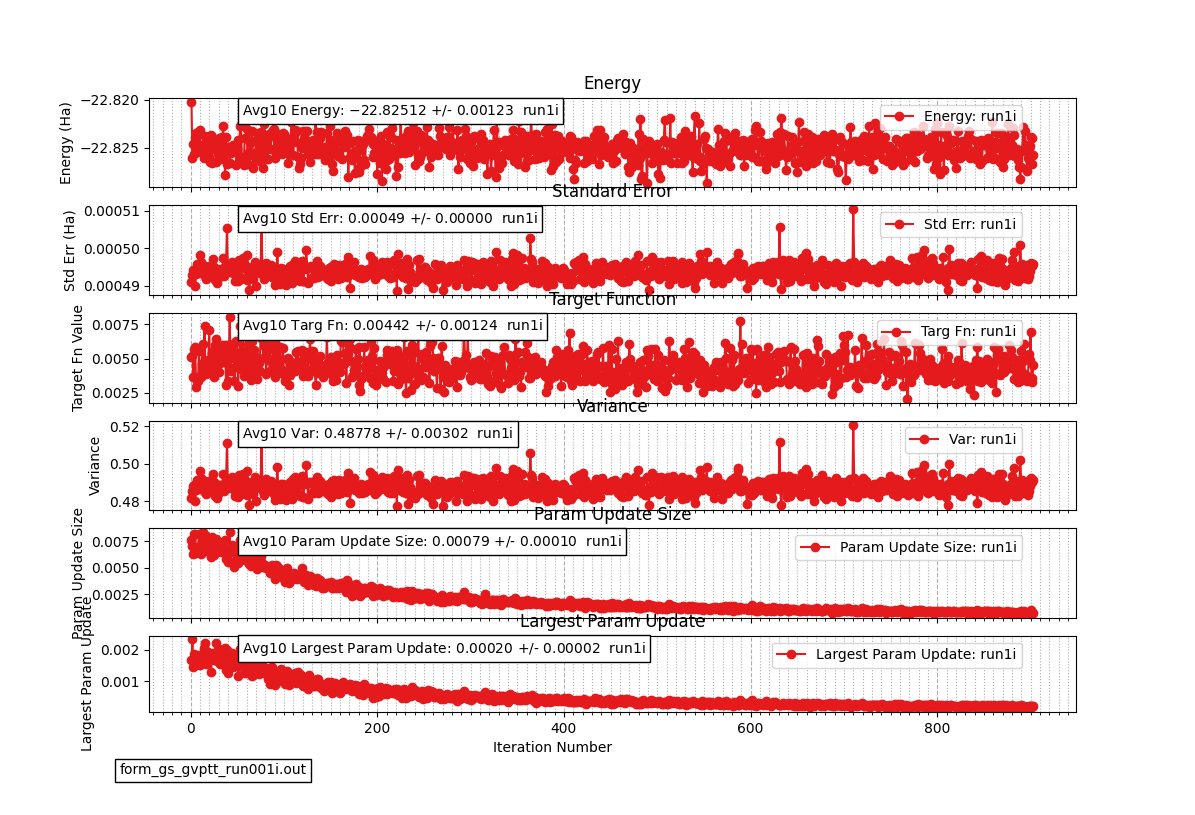 Energy
Energy (Ha)
−22.820
−22.825
Avg10 Energy: −22.82512 +/- 0.00123  run1i
Energy: run1i
Standard Error
Std Err (Ha)
0.00051
0.00050
0.00049
Avg10 Std Err: 0.00049 +/- 0.00000  run1i
Std Err: run1i
Target Function
Target Fn Value
0.0075
0.0050
0.0025
Avg10 Targ Fn: 0.00442 +/- 0.00124  run1i
Targ Fn: run1i
Variance
Variance
0.52
0.50
0.48
Avg10 Var: 0.48778 +/- 0.00302  run1i
Var: run1i
Param Update Size
Param Update Size
0.0075
0.0050
0.0025
Avg10 Param Update Size: 0.00079 +/- 0.00010  run1i
Param Update Size: run1i
Largest Param Update
Largest Param Update
0.002
0.001
Avg10 Largest Param Update: 0.00020 +/- 0.00002  run1i
Largest Param Update: run1i
0 200 400 600 800
Iteration Number
form_gs_gvptt_run001i.out